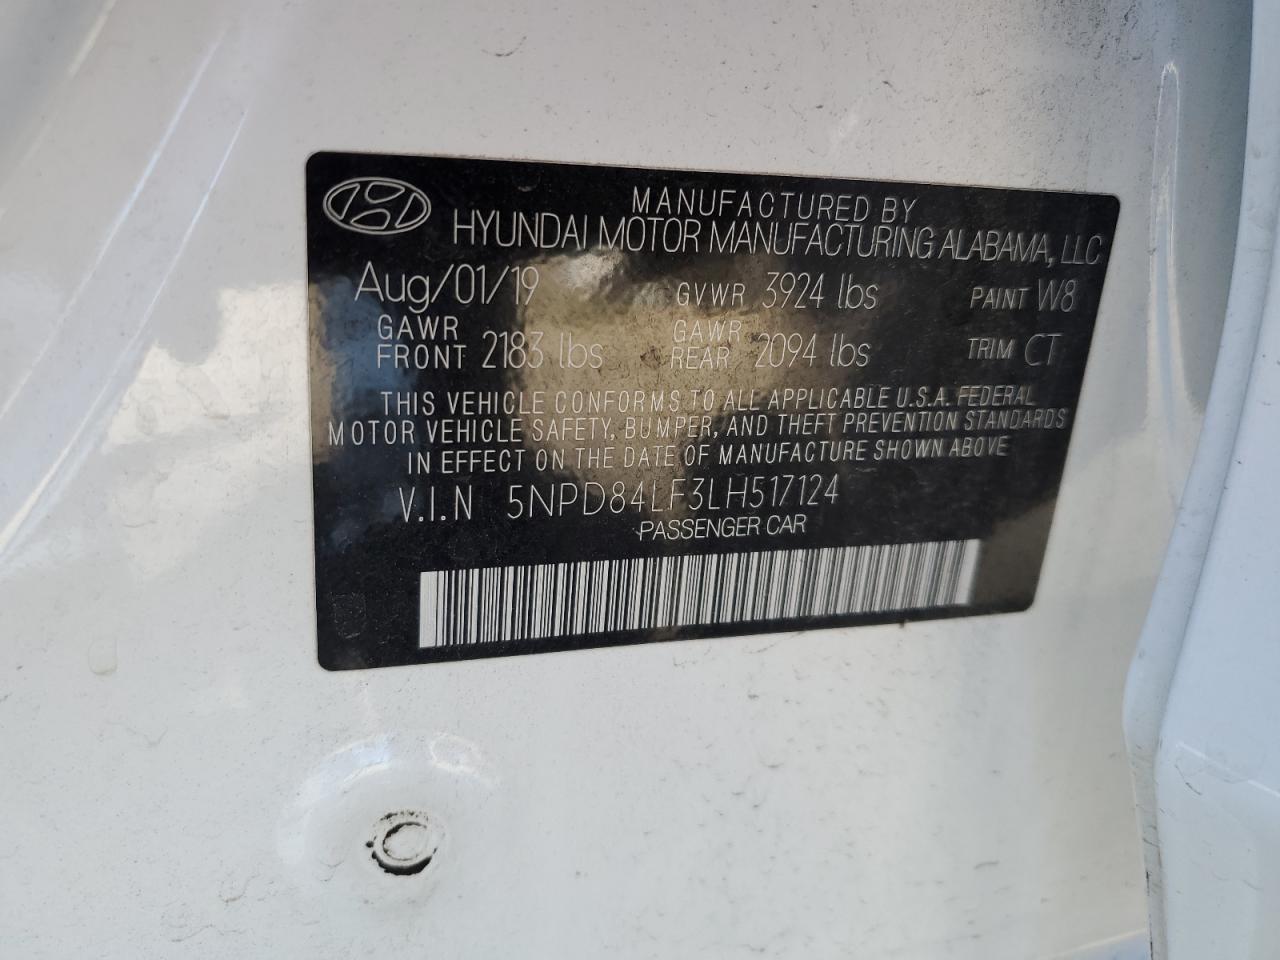 MANUFACTURED BY
HYUNDAI MOTOR MANUFACTURING ALABAMA, LLC
Aug/01/19 GVWR 3924 lbs PAINT W8
GAWR FRONT 2183 lbs GAWR REAR 2094 lbs TRIM CT
THIS VEHICLE CONFORMS TO ALL APPLICABLE U.S.A. FEDERAL
MOTOR VEHICLE SAFETY, BUMPER, AND THEFT PREVENTION STANDARDS
IN EFFECT ON THE DATE OF MANUFACTURE SHOWN ABOVE
V.I.N 5NPD84LF3LH517124
PASSENGER CAR